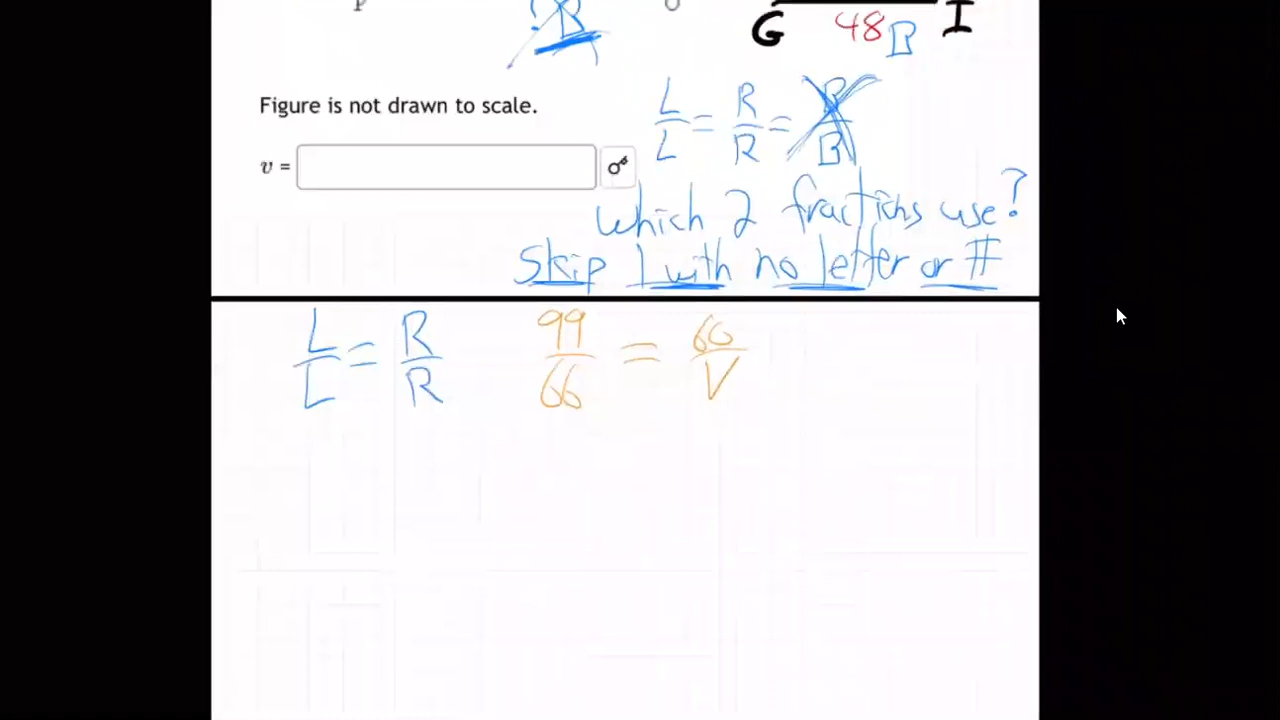 B
G 48 B I
Figure is not drawn to scale.
L/L = R/R = B/B
v =
which 2 fractions use?
Skip 1 with no letter or #
L/L = R/R 99/66 = 60/V